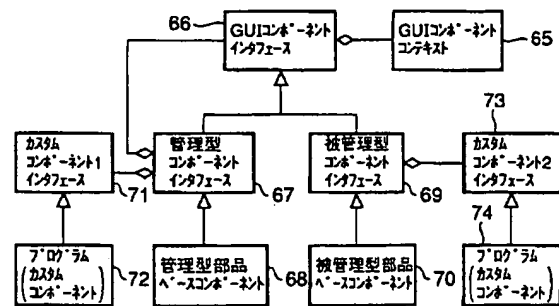 66
GUIコンポーネント
インタフェース
GUIコンポーネント
コンテキスト
65
カスタム
コンポーネント1
インタフェース
71
管理型
コンポーネント
インタフェース
67
被管理型
コンポーネント
インタフェース
69
73
カスタム
コンポーネント2
インタフェース
プログラム
(カスタム
コンポーネント)
72
管理型部品
ベースコンポーネント
68
被管理型部品
ベースコンポーネント
70
74
プログラム
(カスタム
コンポーネント)